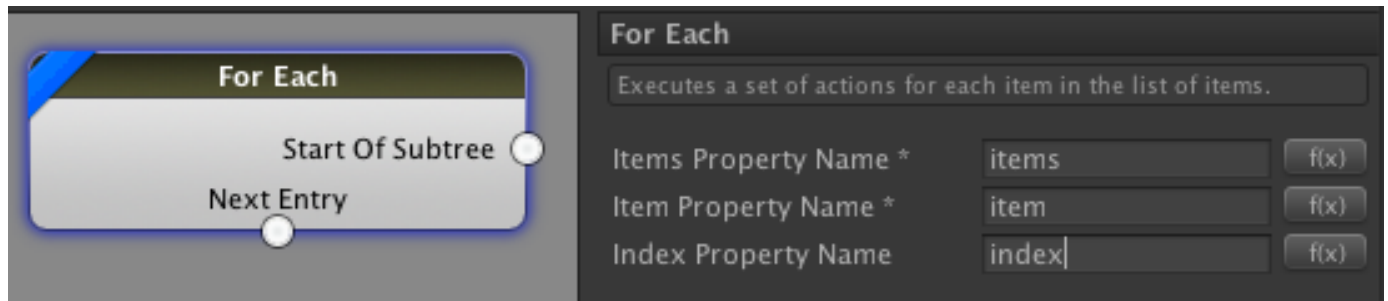 For Each
Start Of Subtree
Next Entry
For Each
Executes a set of actions for each item in the list of items.
Items Property Name * items f(x)
Item Property Name * item f(x)
Index Property Name index f(x)